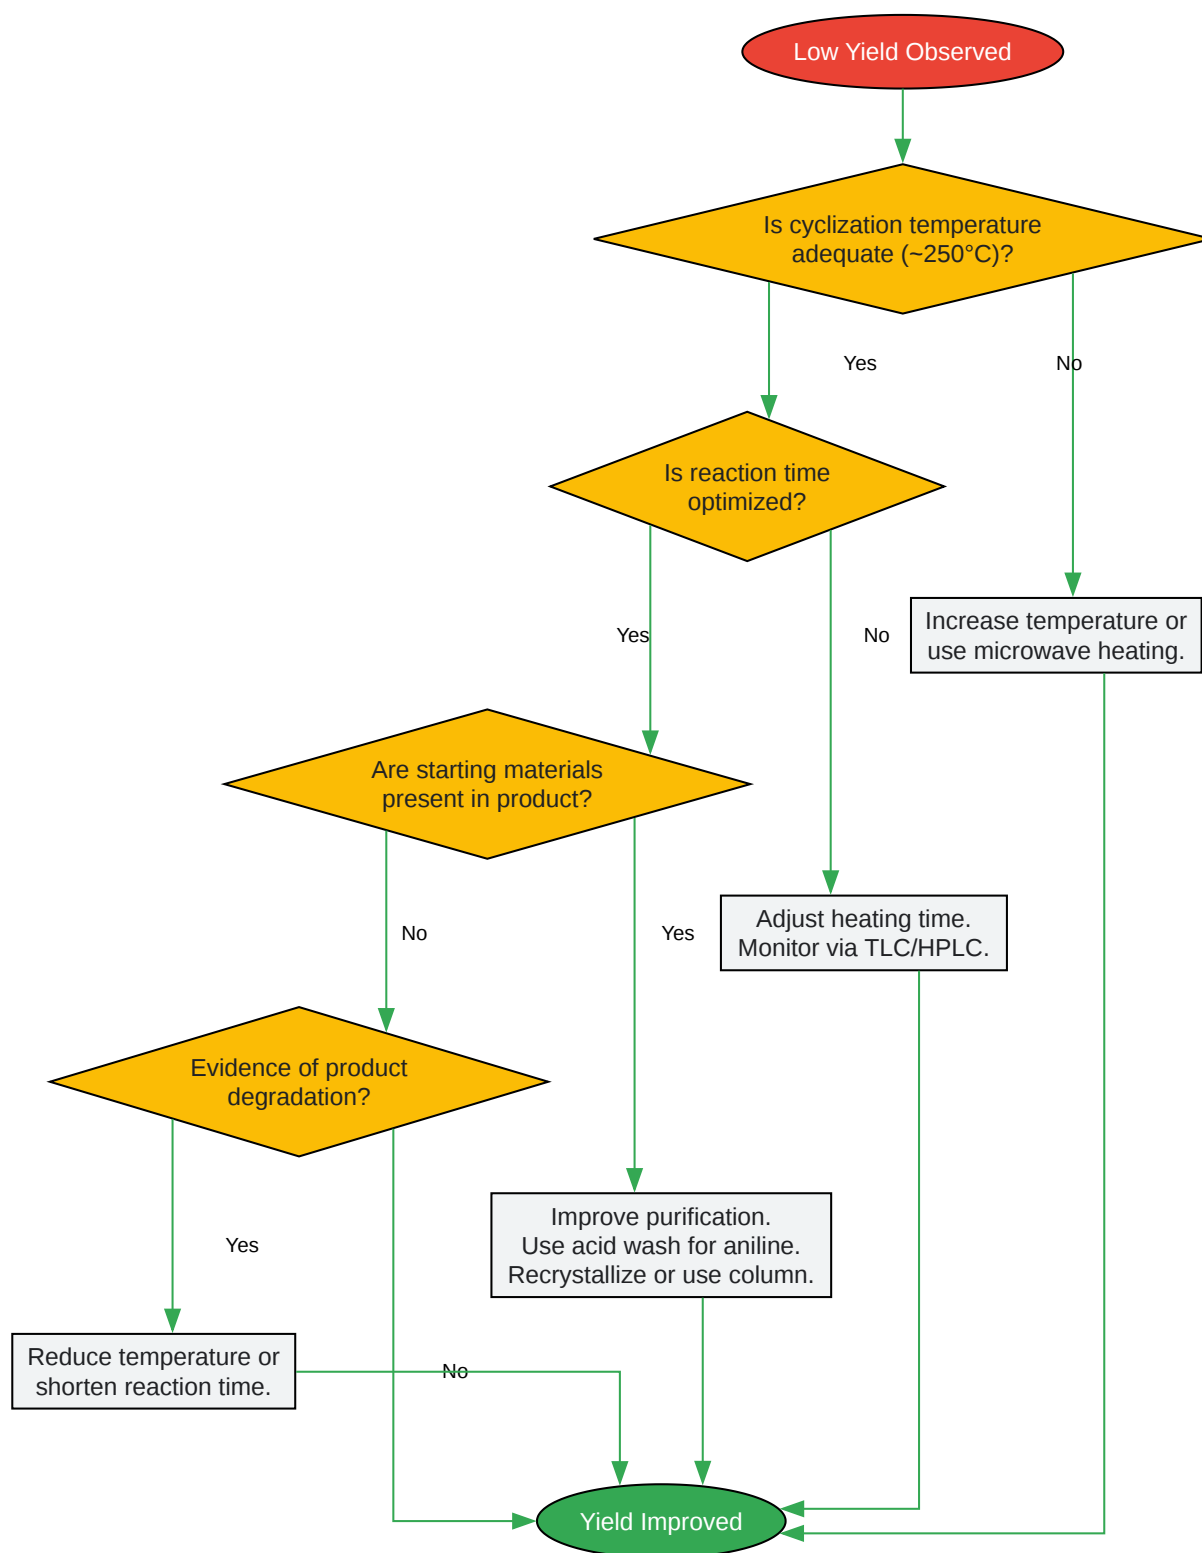 Low Yield Observed
Is cyclization temperature
adequate (~250°C)?
Yes
No
Is reaction time
optimized?
Increase temperature or
use microwave heating.
Yes
No
Are starting materials
present in product?
Adjust heating time.
Monitor via TLC/HPLC.
No
Yes
Evidence of product
degradation?
Improve purification.
Use acid wash for aniline.
Recrystallize or use column.
Yes
Reduce temperature or
shorten reaction time.
No
Yield Improved